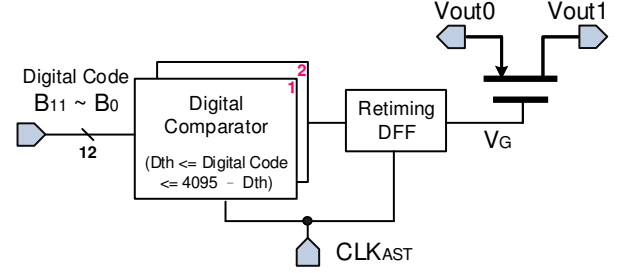 Vout0
Vout1
Digital Code
B11 ~ B0
12
2
1
Digital
Comparator
(Dth <= Digital Code
<= 4095 - Dth)
Retiming
DFF
VG
CLKAST